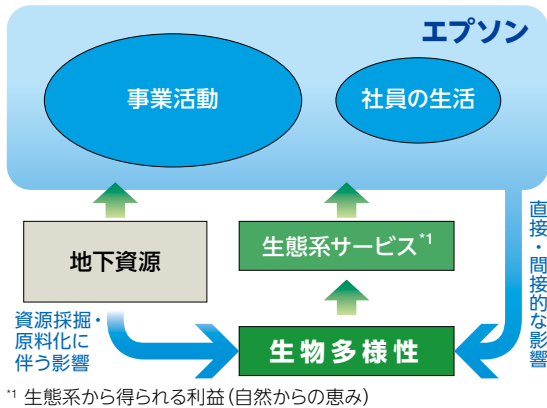 エプソン
事業活動
社員の生活
地下資源
生態系サービス*1
直接・間接的な影響
資源採掘・
原料化に
伴う影響
生物多様性
*1 生態系から得られる利益(自然からの恵み)